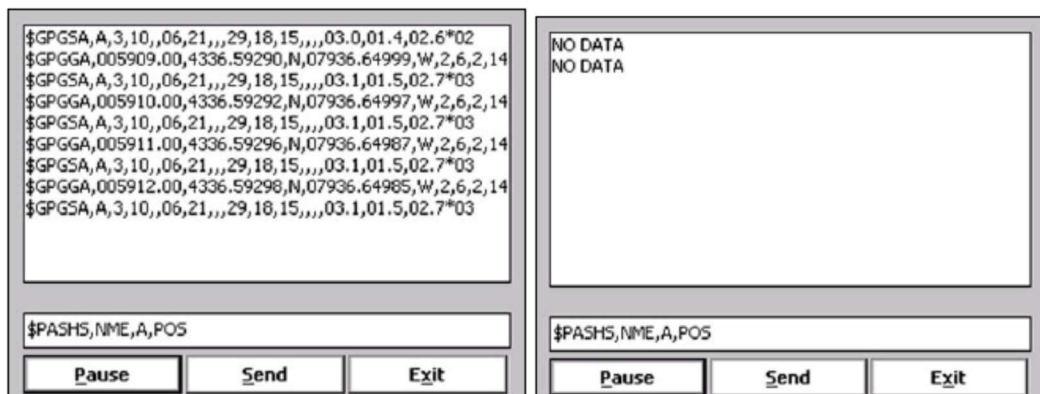 $GPGSA,A,3,10,,06,21,,,29,18,15,,,,03.0,01.4,02.6*02
$GPGGA,005909.00,4336.59290,N,07936.64999,W,2,6,2,14
$GPGSA,A,3,10,,06,21,,,29,18,15,,,,03.1,01.5,02.7*03
$GPGGA,005910.00,4336.59292,N,07936.64997,W,2,6,2,14
$GPGSA,A,3,10,,06,21,,,29,18,15,,,,03.1,01.5,02.7*03
$GPGGA,005911.00,4336.59296,N,07936.64987,W,2,6,2,14
$GPGSA,A,3,10,,06,21,,,29,18,15,,,,03.1,01.5,02.7*03
$GPGGA,005912.00,4336.59298,N,07936.64985,W,2,6,2,14
$GPGSA,A,3,10,,06,21,,,29,18,15,,,,03.1,01.5,02.7*03
$PASHS,NME,A,POS
Pause Send Exit
NO DATA
NO DATA
$PASHS,NME,A,POS
Pause Send Exit